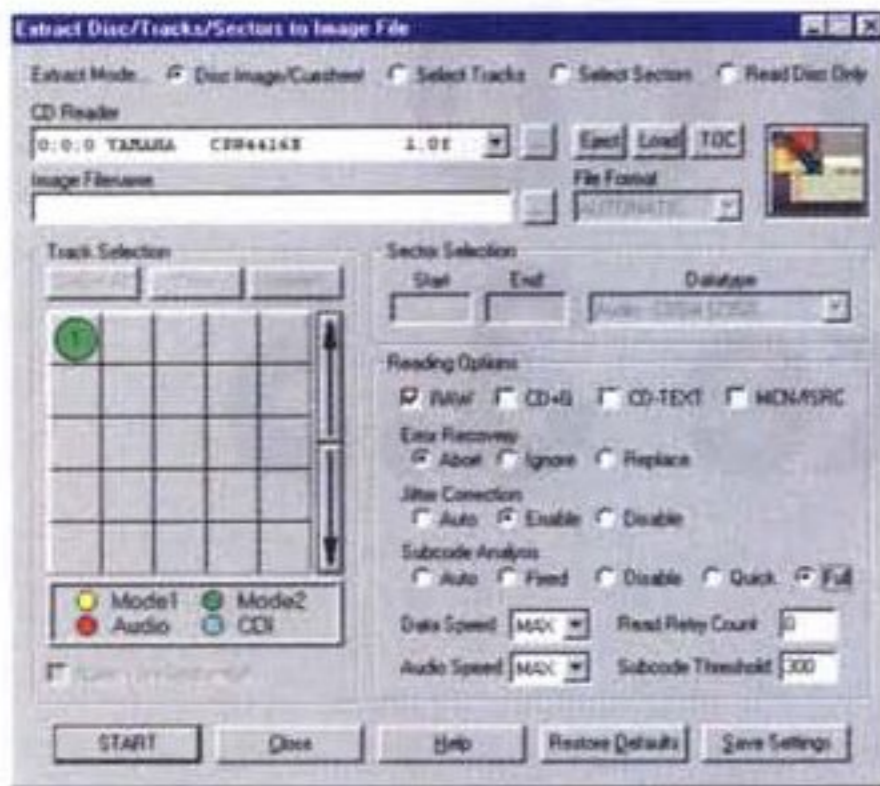 Extract Disc/Tracks/Sectors to Image File
Extract Mode... Disc Image/Cuesheet Select Tracks Select Sectors Read Disc Only
CD Reader
0:0:0 YAMAHA 1.0f Eject Load TOC
Image Filename File Format
AUTOMATIC
Track Selection Sector Selection
Start End Datatype
Audio
1
Reading Options
RAW CD+G CD-TEXT MCN/ISRC
Error Recovery
Abort Ignore Replace
Jitter Correction
Auto Enable Disable
Subcode Analysis
Auto Fixed Disable Quick Full
Mode1 Mode2
Audio CDI
Data Speed MAX Read Retry Count 0
Audio Speed MAX Subcode Threshold 300
START Close Help Restore Defaults Save Settings